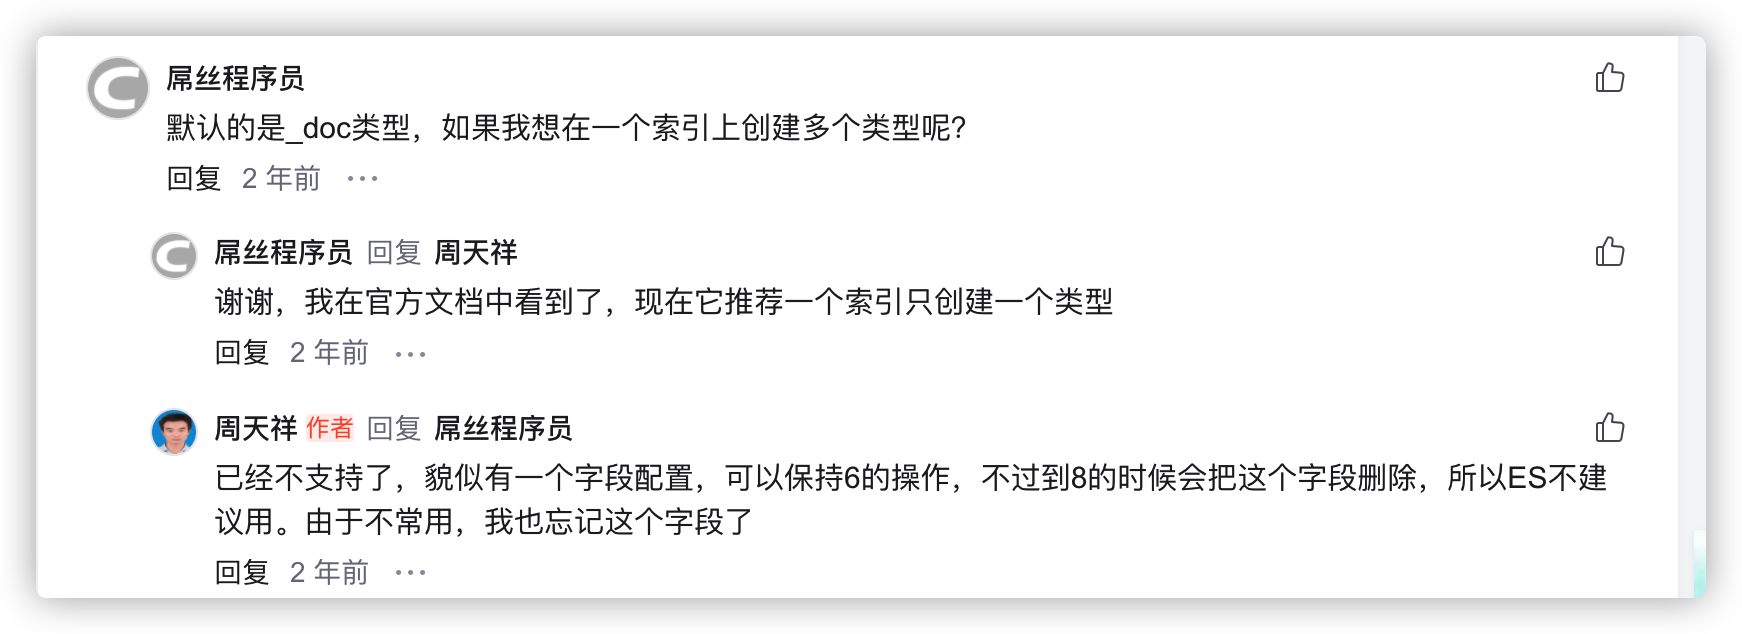 屌丝程序员
默认的是_doc类型，如果我想在一个索引上创建多个类型呢?
回复 2 年前 ···
屌丝程序员 回复 周天祥
谢谢，我在官方文档中看到了，现在它推荐一个索引只创建一个类型
回复 2 年前 ···
周天祥 作者 回复 屌丝程序员
已经不支持了，貌似有一个字段配置，可以保持6的操作，不过到8的时候会把这个字段删除，所以ES不建
议用。由于不常用，我也忘记这个字段了
回复 2 年前 ···